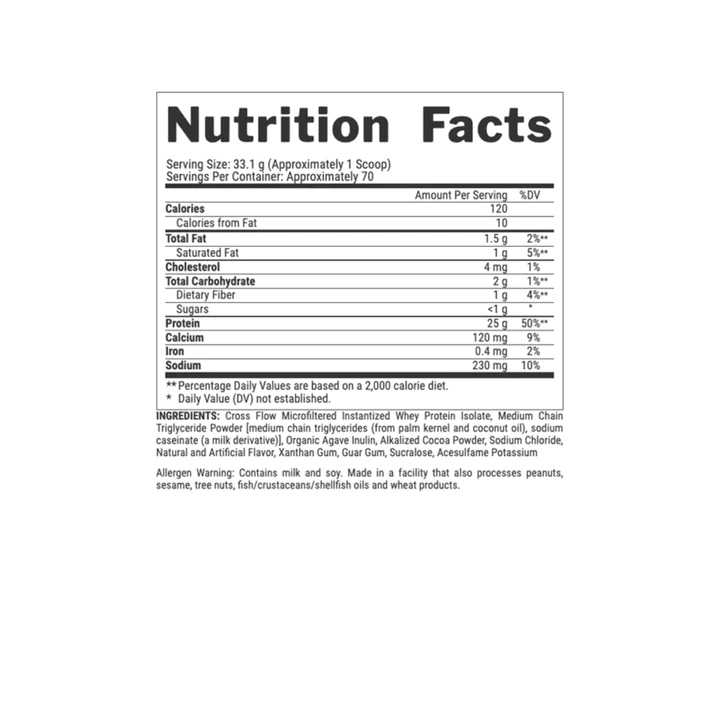 Nutrition Facts
Serving Size: 33.1 g (Approximately 1 Scoop)
Servings Per Container: Approximately 70
Amount Per Serving %DV
Calories 120
Calories from Fat 10
Total Fat 1.5 g 2%**
Saturated Fat 1 g 5%**
Cholesterol 4 mg 1%
Total Carbohydrate 2 g 1%**
Dietary Fiber 1 g 4%**
Sugars <1 g *
Protein 25 g 50%**
Calcium 120 mg 9%
Iron 0.4 mg 2%
Sodium 230 mg 10%
** Percentage Daily Values are based on a 2,000 calorie diet.
* Daily Value (DV) not established.
INGREDIENTS: Cross Flow Microfiltered Instantized Whey Protein Isolate, Medium Chain
Triglyceride Powder [medium chain triglycerides (from palm kernel and coconut oil), sodium
caseinate (a milk derivative)], Organic Agave Inulin, Alkalized Cocoa Powder, Sodium Chloride,
Natural and Artificial Flavor, Xanthan Gum, Guar Gum, Sucralose, Acesulfame Potassium
Allergen Warning: Contains milk and soy. Made in a facility that also processes peanuts,
sesame, tree nuts, fish/crustaceans/shellfish oils and wheat products.